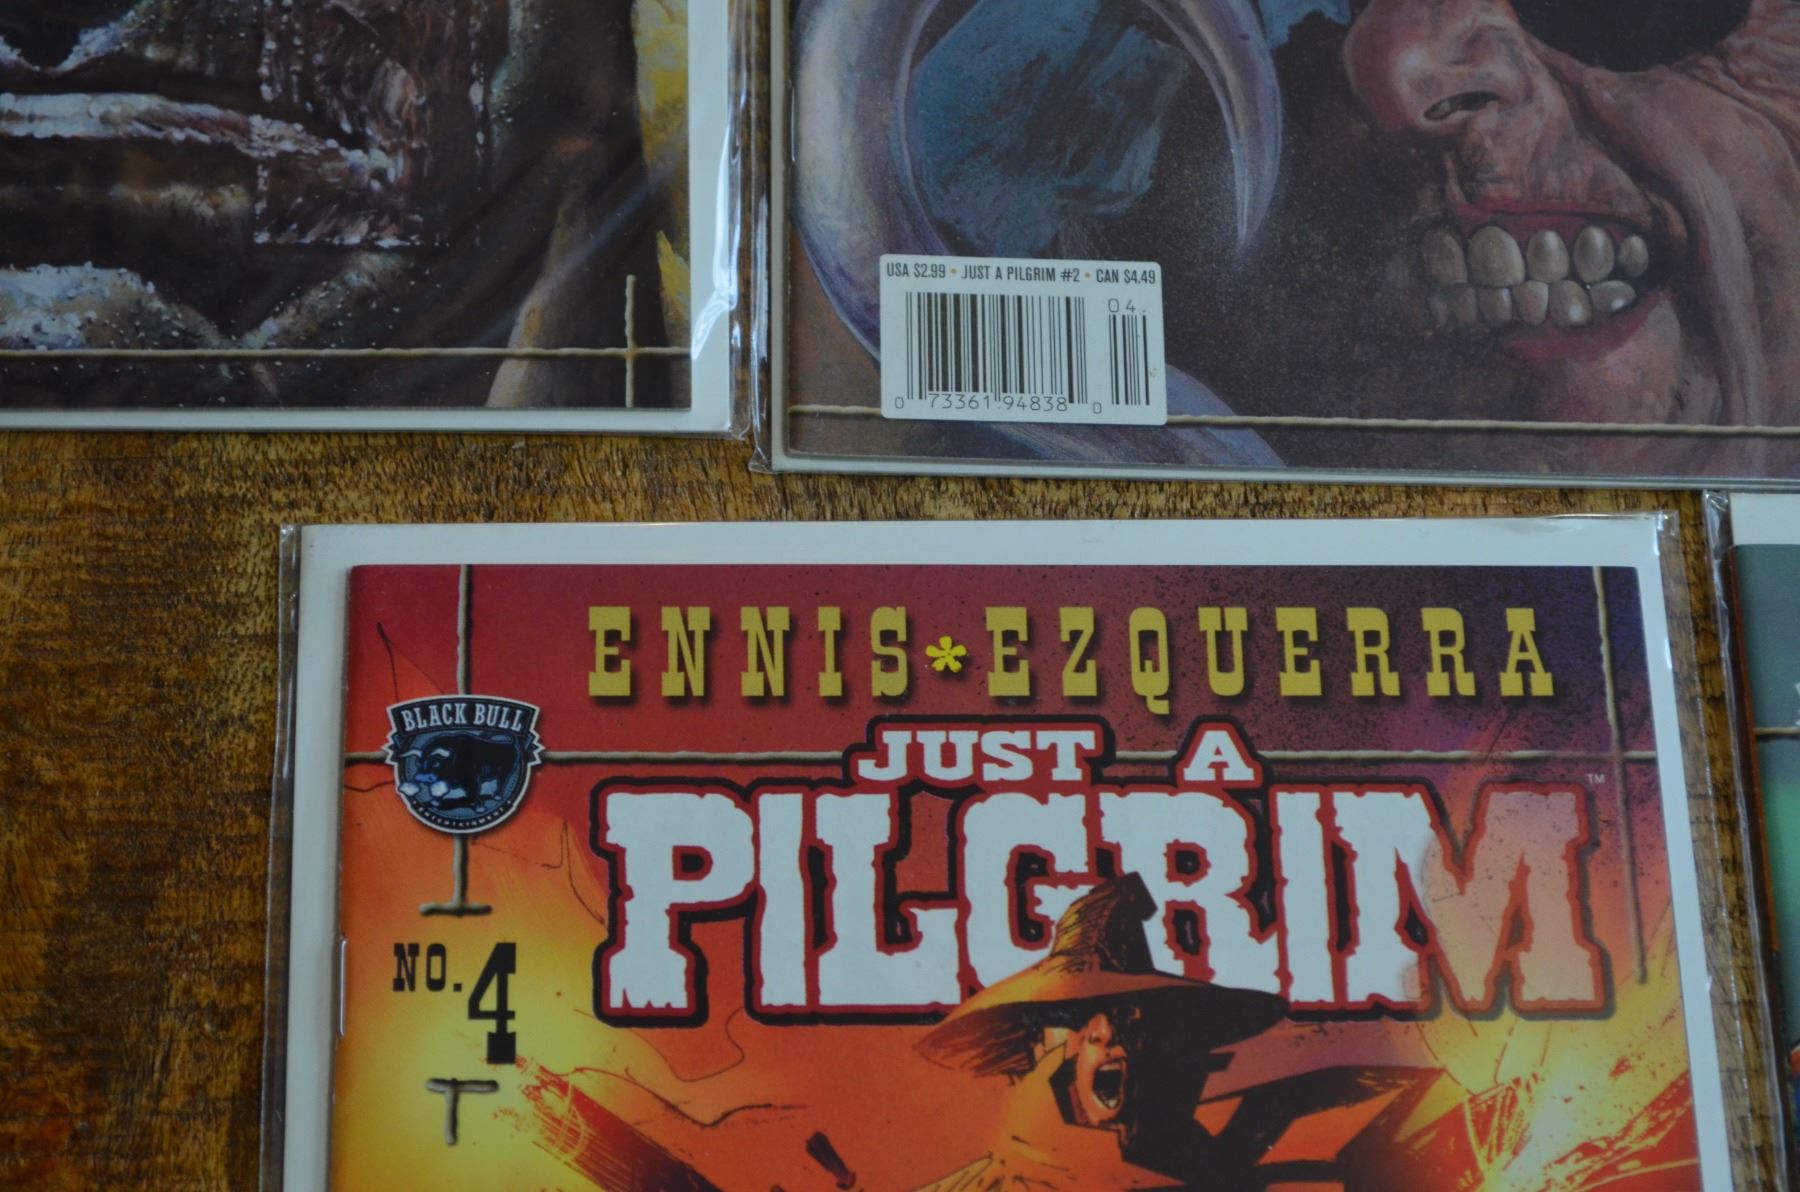 USA $2.99 • JUST A PILGRIM #2 • CAN $4.49
04
0 73361 94838 0
ENNIS * EZQUERRA
BLACK BULL
ENTERTAINMENT
JUST A
PILGRIM
TM
NO. 4